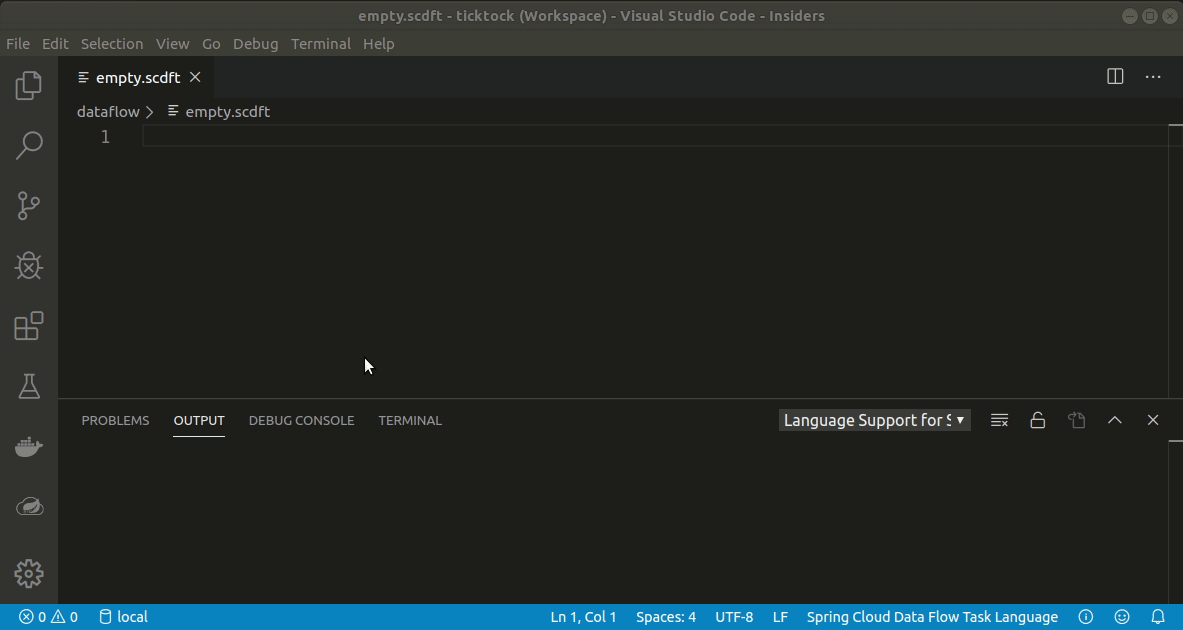 empty.scdft - ticktock (Workspace) - Visual Studio Code - Insiders
File Edit Selection View Go Debug Terminal Help
empty.scdft
dataflow > empty.scdft
1
PROBLEMS OUTPUT DEBUG CONSOLE TERMINAL Language Support for S
0 0 local Ln 1, Col 1 Spaces: 4 UTF-8 LF Spring Cloud Data Flow Task Language